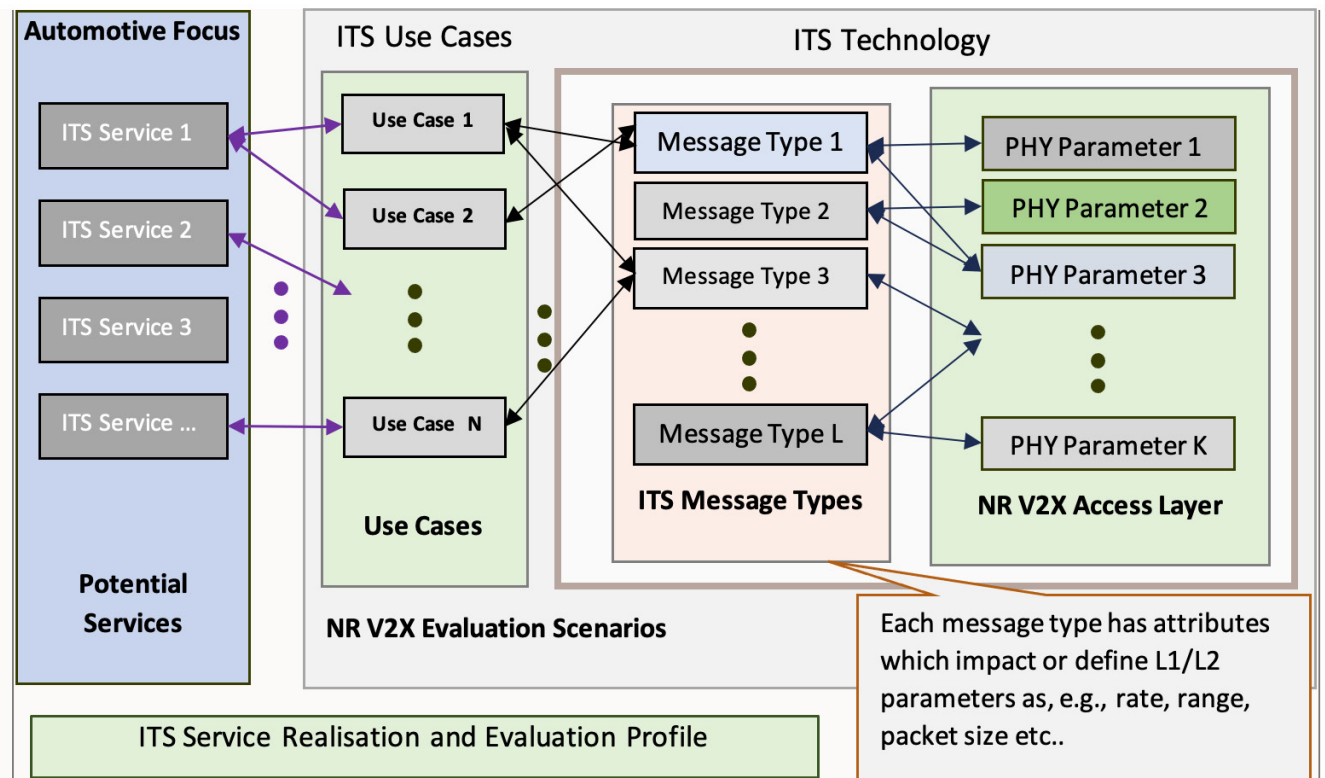 Automotive Focus
ITS Service 1
ITS Service 2
ITS Service 3
ITS Service ...
Potential
Services
ITS Use Cases
Use Case 1
Use Case 2
Use Case N
Use Cases
NR V2X Evaluation Scenarios
ITS Technology
Message Type 1
Message Type 2
Message Type 3
Message Type L
ITS Message Types
PHY Parameter 1
PHY Parameter 2
PHY Parameter 3
PHY Parameter K
NR V2X Access Layer
Each message type has attributes
which impact or define L1/L2
parameters as, e.g., rate, range,
packet size etc..
ITS Service Realisation and Evaluation Profile